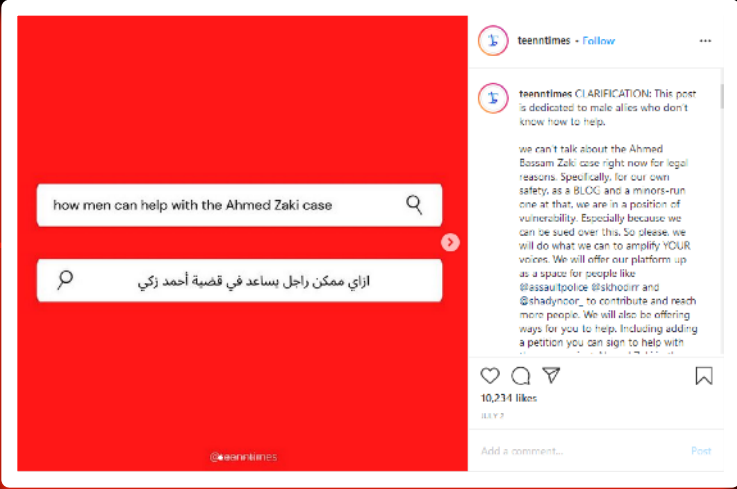 how men can help with the Ahmed Zaki case
ازاي ممكن راجل يساعد في قضية أحمد زكي
@teenntimes
teenntimes • Follow
teenntimes CLARIFICATION: This post
is dedicated to male allies who don't
know how to help.
we can't talk about the Ahmed
Bassam Zaki case right now for legal
reasons. Specifically, for our own
safety, as a BLOG and a minors-run
one at that, we are in a position of
vulnerability. Especially because we
can be sued over this. So please, we
will do what we can to amplify YOUR
voices. We will offer our platform up
as a space for people like
@assaultpolice @skhodirr and
@shadynoor_ to contribute and reach
more people. We will also be offering
ways for you to help. Including adding
a petition you can sign to help with
10,234 likes
JULY 2
Add a comment...
Post